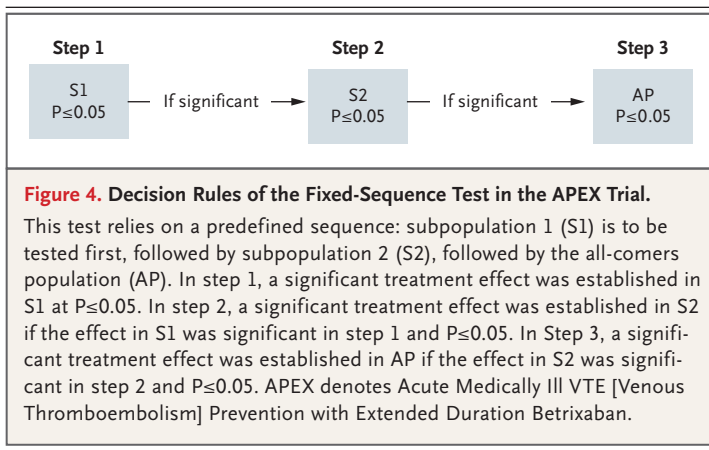 Step 1 Step 2 Step 3
S1 If significant S2 If significant AP
P≤0.05 P≤0.05 P≤0.05
Figure 4. Decision Rules of the Fixed-Sequence Test in the APEX Trial.
This test relies on a predefined sequence: subpopulation 1 (S1) is to be
tested first, followed by subpopulation 2 (S2), followed by the all-comers
population (AP). In step 1, a significant treatment effect was established in
S1 at P≤0.05. In step 2, a significant treatment effect was established in S2
if the effect in S1 was significant in step 1 and P≤0.05. In Step 3, a signifi-
cant treatment effect was established in AP if the effect in S2 was signifi-
cant in step 2 and P≤0.05. APEX denotes Acute Medically Ill VTE [Venous
Thromboembolism] Prevention with Extended Duration Betrixaban.